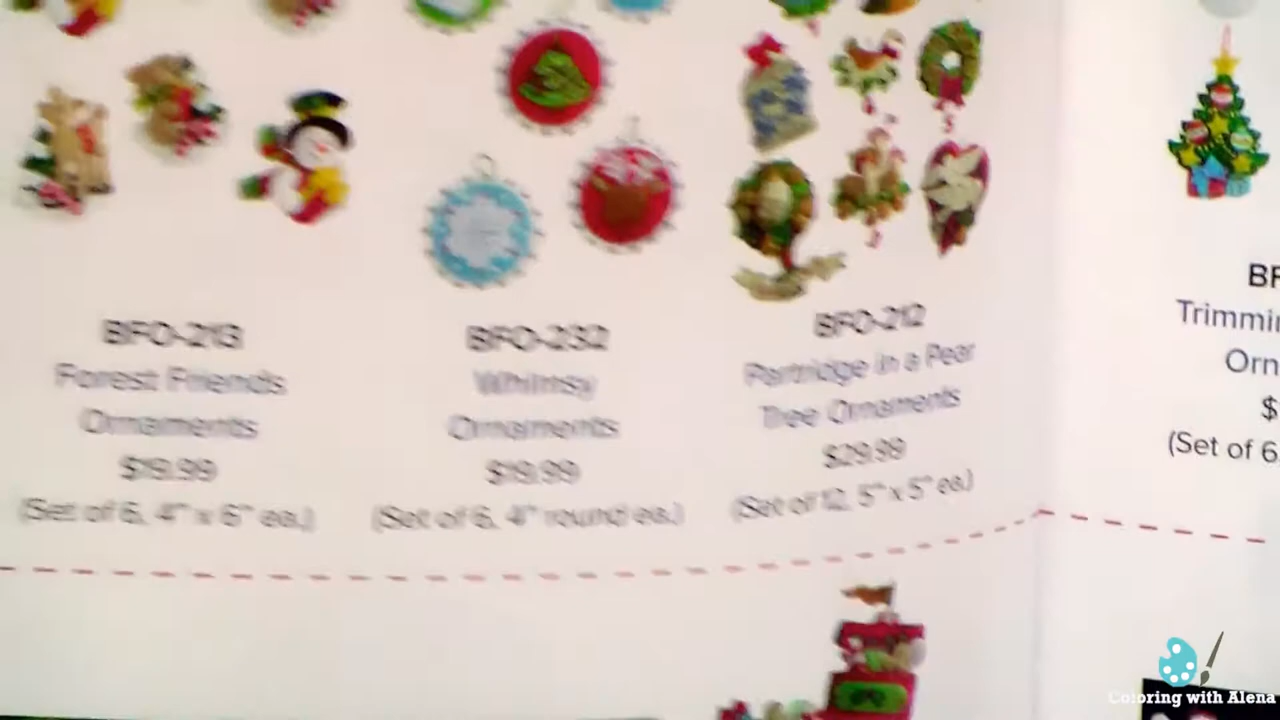 BFO-213
Forest Friends
Ornaments
$19.99
(Set of 6, 4" x 6" ea.)
BFO-232
Whimsy
Ornaments
$19.99
(Set of 6, 4" round ea.)
BFO-212
Partridge in a Pear
Tree Ornaments
$29.99
(Set of 12, 5" x 5" ea.)
BF
Trimmin
Orn
$
(Set of 6
Coloring with Alena